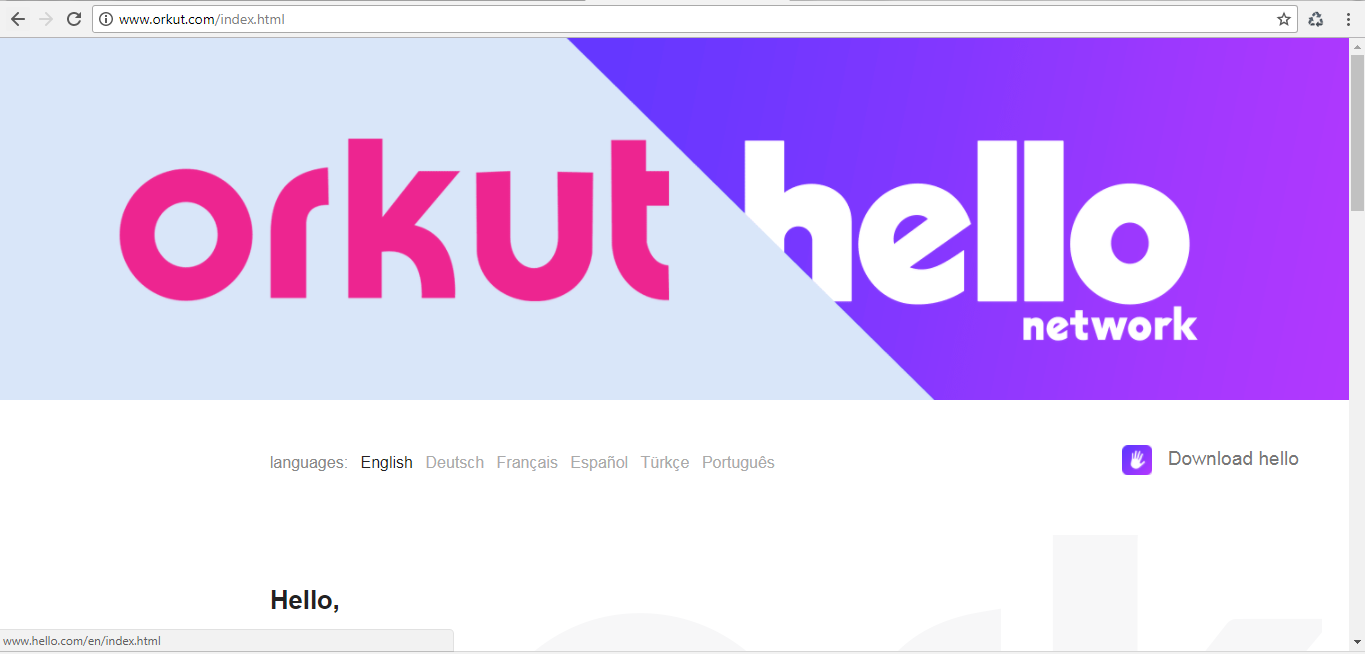 www.orkut.com/index.html
orkut hello
network
languages: English Deutsch Français Español Türkçe Português
Download hello
Hello,
www.hello.com/en/index.html